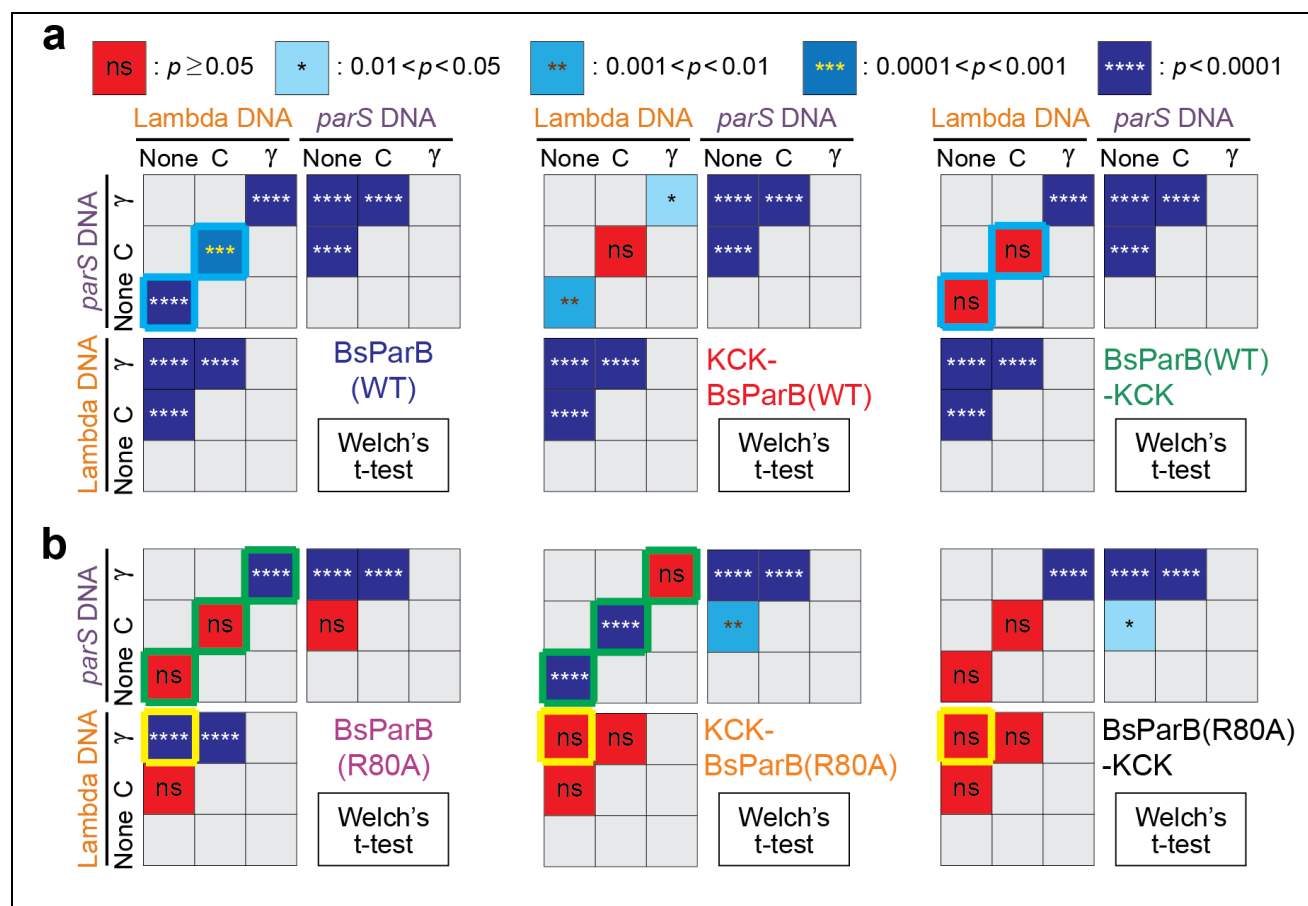 a
ns : p ≥ 0.05 * : 0.01<p<0.05 ** : 0.001<p<0.01 *** : 0.0001<p<0.001 **** : p<0.0001
Lambda DNA parS DNA Lambda DNA parS DNA Lambda DNA parS DNA
None C γ None C γ None C γ None C γ None C γ None C γ
parS DNA
γ **** **** **** * **** **** **** **** ****
C *** **** ns **** ns ****
None **** ** ns
Lambda DNA
γ **** **** **** **** **** ****
C **** **** ****
None
BsParB
(WT)
Welch's
t-test
KCK-
BsParB(WT)
Welch's
t-test
BsParB(WT)
-KCK
Welch's
t-test
b
parS DNA
γ **** **** **** ns **** **** **** **** ****
C ns ns **** ** ns *
None ns **** ns
Lambda DNA
γ **** **** ns ns ns ns
C ns ns ns
None
BsParB
(R80A)
Welch's
t-test
KCK-
BsParB(R80A)
Welch's
t-test
BsParB(R80A)
-KCK
Welch's
t-test